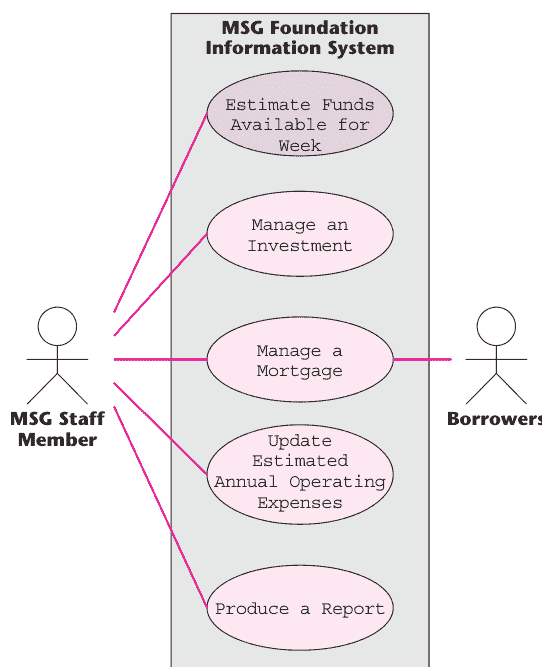 MSG Foundation
Information System
Estimate Funds
Available for
Week
Manage an
Investment
Manage a
Mortgage
MSG Staff
Member
Borrowers
Update
Estimated
Annual Operating
Expenses
Produce a Report